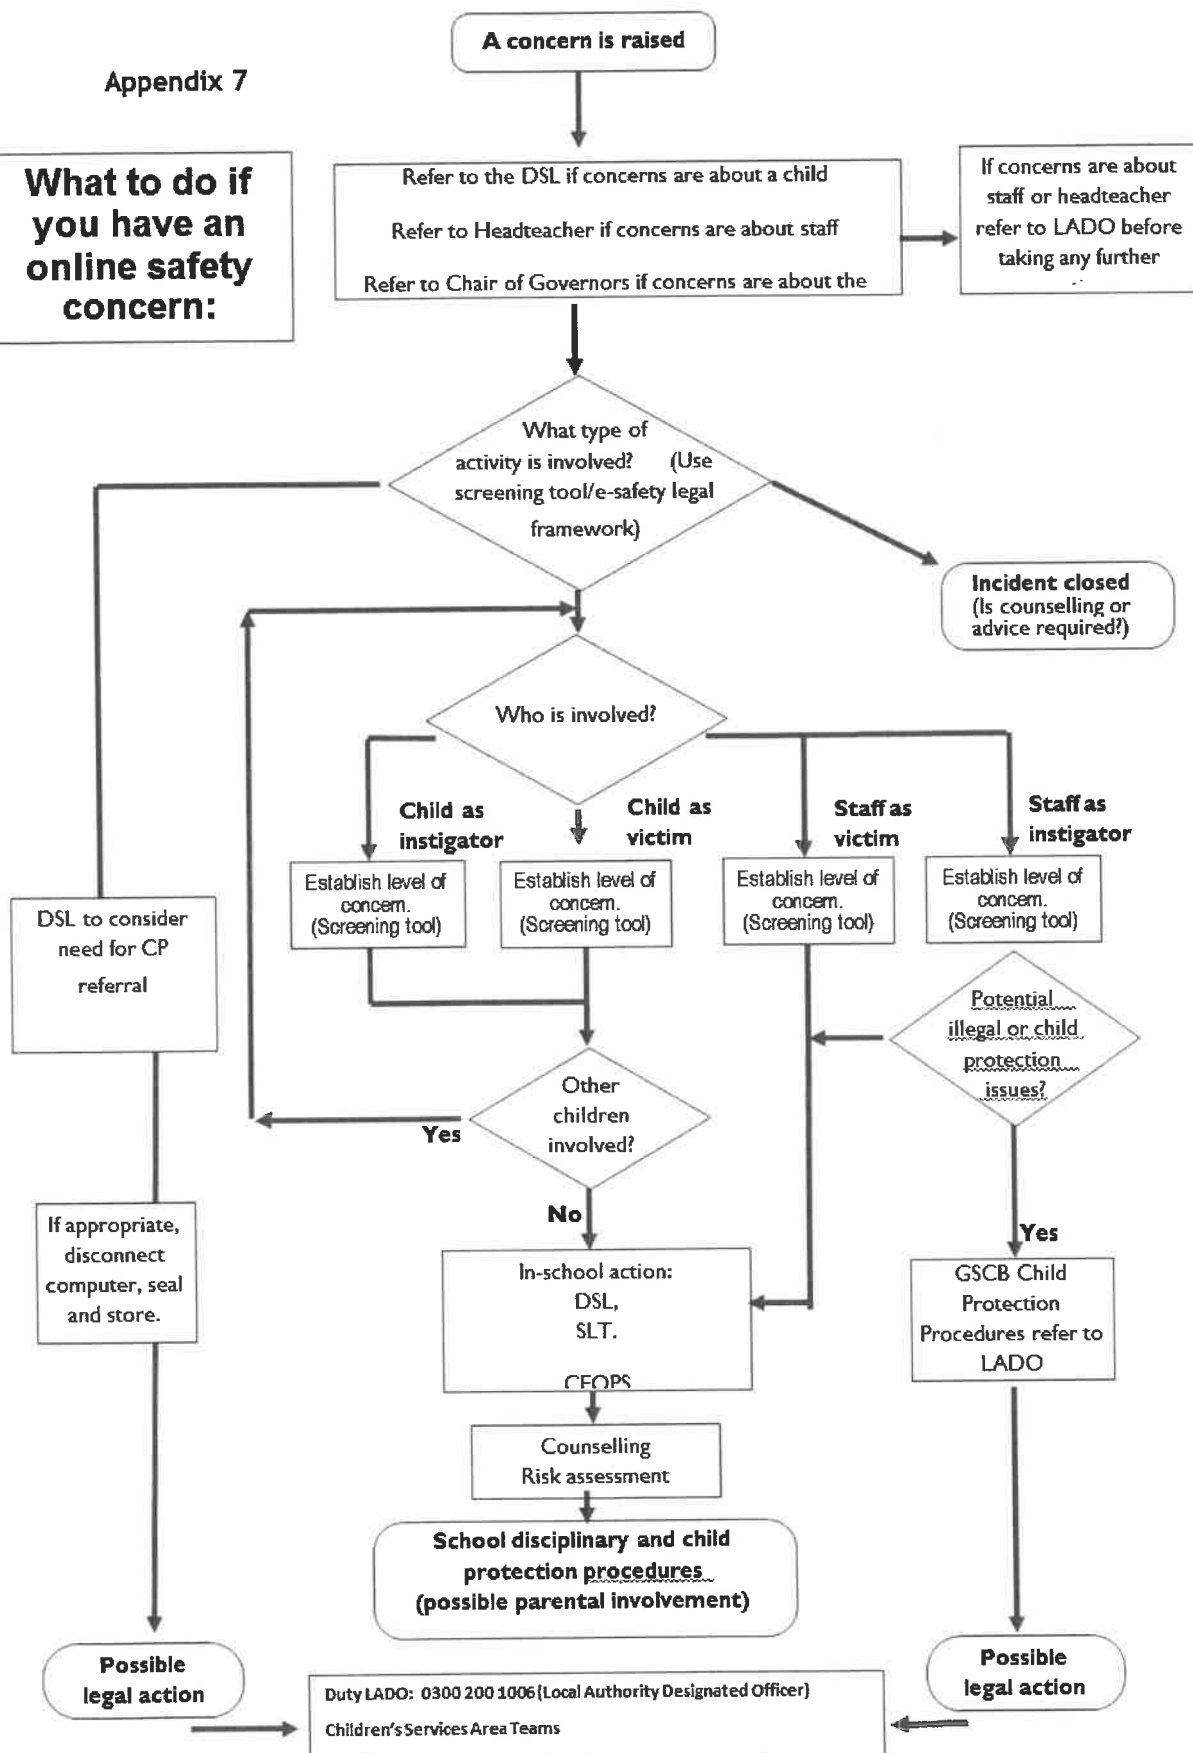 A concern is raised
Appendix 7
What to do if
you have an
online safety
concern:
Refer to the DSL if concerns are about a child
Refer to Headteacher if concerns are about staff
Refer to Chair of Governors if concerns are about the
If concerns are about
staff or headteacher
refer to LADO before
taking any further
What type of
activity is involved? (Use
screening tool/e-safety legal
framework)
Incident closed
(Is counselling or
advice required?)
Who is involved?
Child as
instigator
Child as
victim
Staff as
victim
Staff as
instigator
Establish level of
concern.
(Screening tool)
Establish level of
concern.
(Screening tool)
Establish level of
concern.
(Screening tool)
Establish level of
concern.
(Screening tool)
DSL to consider
need for CP
referral
Potential
illegal or child
protection
issues?
Other
children
involved?
Yes
No
Yes
If appropriate,
disconnect
computer, seal
and store.
In-school action:
DSL,
SLT.
CEOPS
GSCB Child
Protection
Procedures refer to
LADO
Counselling
Risk assessment
School disciplinary and child
protection procedures
(possible parental involvement)
Possible
legal action
Possible
legal action
Duty LADO: 0300 200 1006 (Local Authority Designated Officer)
Children's Services Area Teams